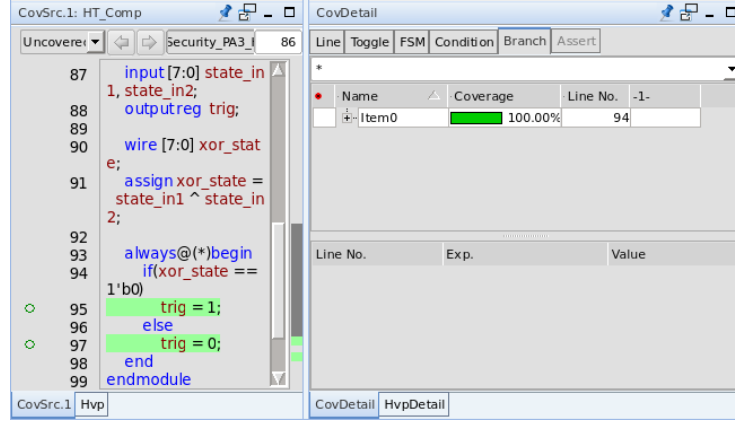 CovSrc.1: HT_Comp
Uncovere Security_PA3_ 86
87 input [7:0] state_in
1, state_in2;
88 outputreg trig;
89
90 wire [7:0] xor_stat
e;
91 assign xor_state =
state_in1 ^ state_in
2;
92
93 always@(*)begin
94 if(xor_state ==
1'b0)
95 trig = 1;
96 else
97 trig = 0;
98 end
99 endmodule
CovSrc.1 Hvp
CovDetail
Line Toggle FSM Condition Branch Assert
*
Name Coverage Line No. -1-
Item0 100.00% 94
Line No. Exp. Value
CovDetail HvpDetail